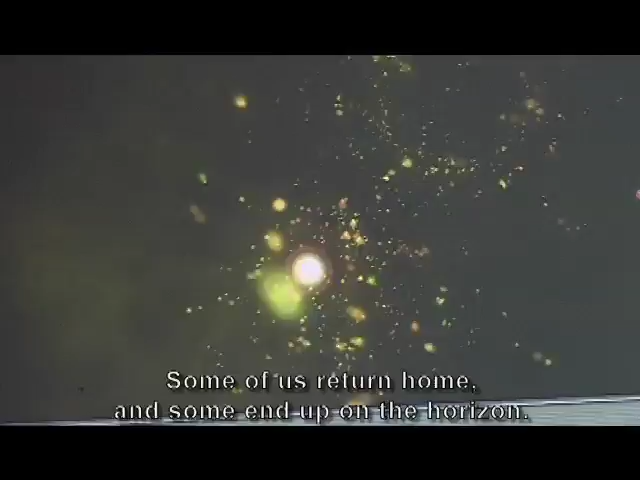 Some of us return home,
and some end up on the horizon.